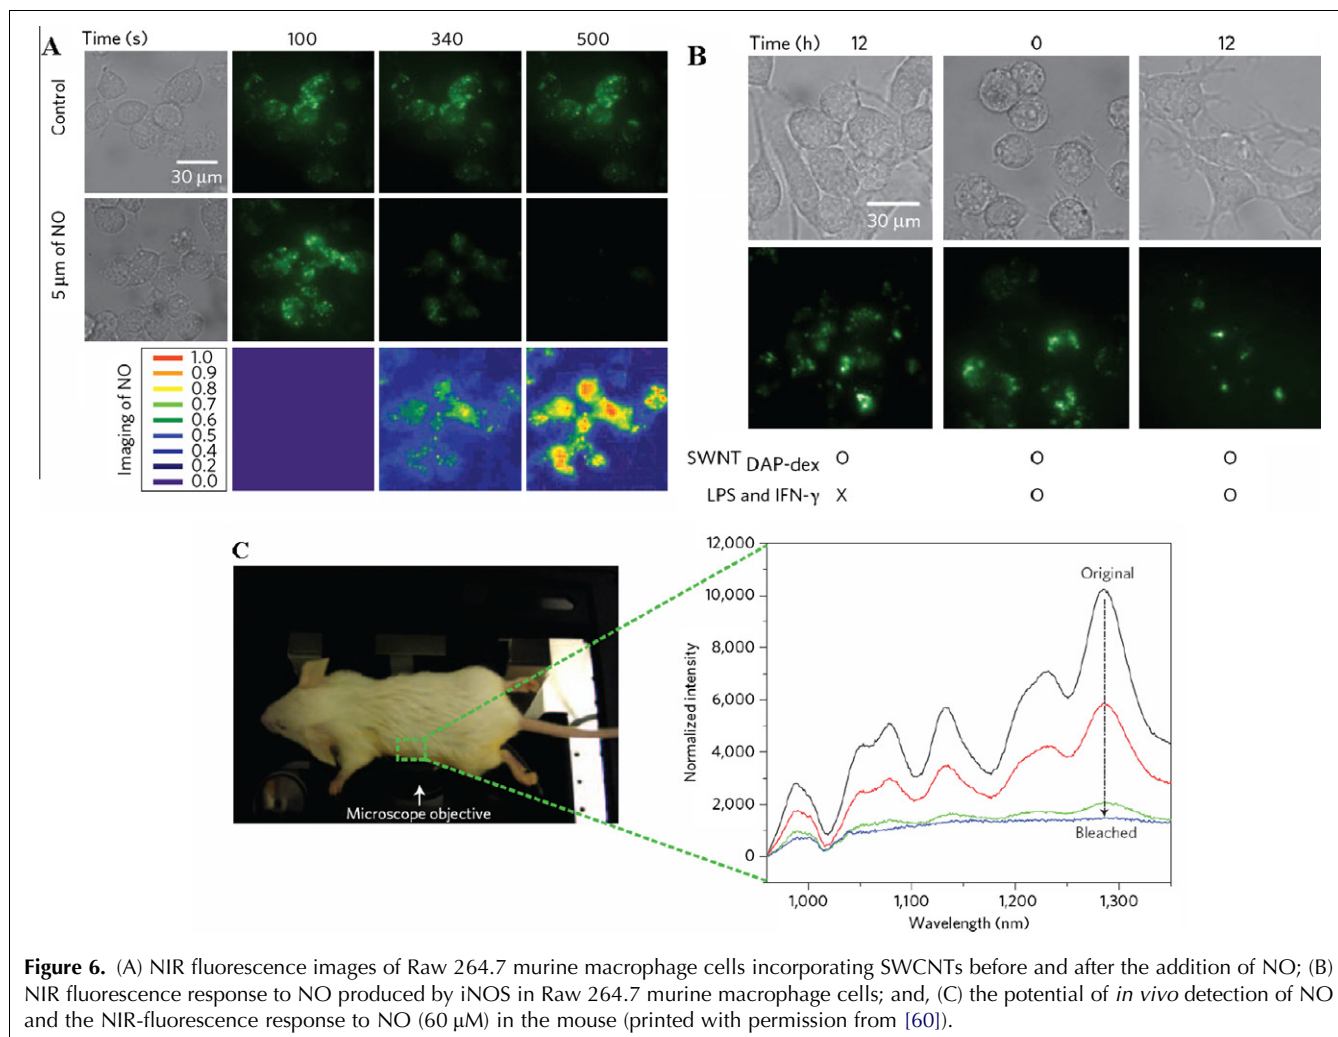 A
Time (s) 100 340 500
Control
30 μm
5 μm of NO
Imaging of NO
1.0
0.9
0.8
0.7
0.6
0.5
0.4
0.2
0.0
B
Time (h) 12 0 12
30 μm
SWNT DAP-dex O O O
LPS and IFN-γ X O O
C
Microscope objective
12,000
10,000
8,000
6,000
4,000
2,000
0
Normalized intensity
Original
Bleached
1,000 1,100 1,200 1,300
Wavelength (nm)
Figure 6. (A) NIR fluorescence images of Raw 264.7 murine macrophage cells incorporating SWCNTs before and after the addition of NO; (B)
NIR fluorescence response to NO produced by iNOS in Raw 264.7 murine macrophage cells; and, (C) the potential of in vivo detection of NO
and the NIR-fluorescence response to NO (60 μM) in the mouse (printed with permission from [60]).